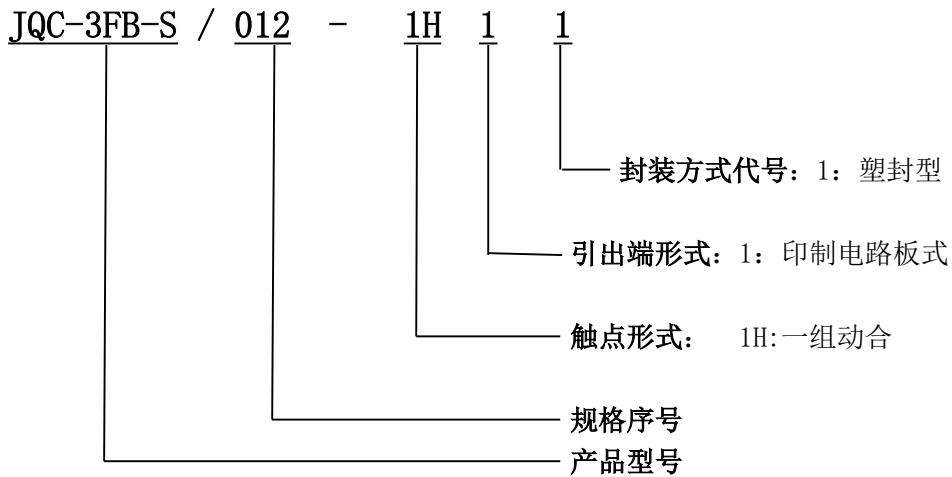 JQC-3FB-S / 012 - 1H 1 1
封装方式代号：1：塑封型
引出端形式：1：印制电路板式
触点形式： 1H:一组动合
规格序号
产品型号